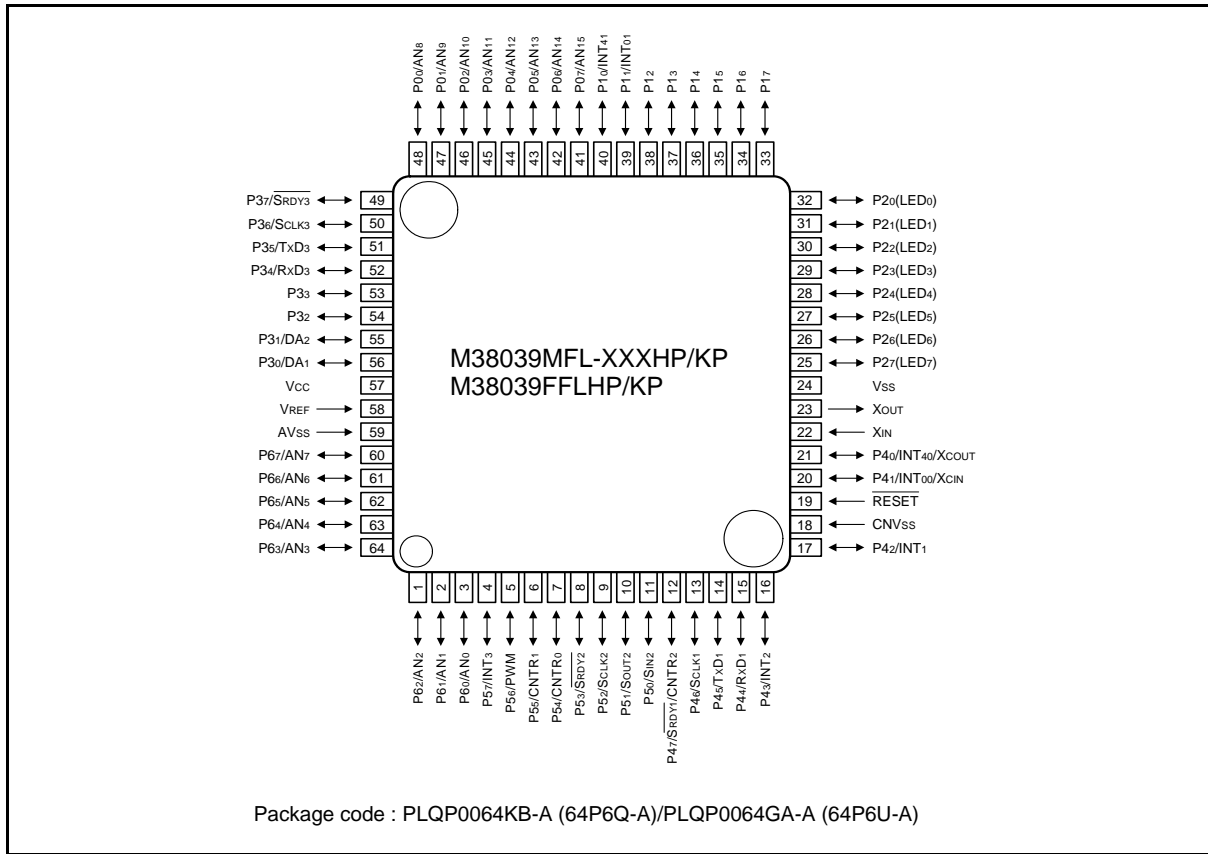 P00/AN8
P01/AN9
P02/AN10
P03/AN11
P04/AN12
P05/AN13
P06/AN14
P07/AN15
P10/INT41
P11/INT01
P12
P13
P14
P15
P16
P17
48 47 46 45 44 43 42 41 40 39 38 37 36 35 34 33
P37/SRDY3 49
P36/SCLK3 50
P35/TXD3 51
P34/RXD3 52
P33 53
P32 54
P31/DA2 55
P30/DA1 56
VCC 57
VREF 58
AVSS 59
P67/AN7 60
P66/AN6 61
P65/AN5 62
P64/AN4 63
P63/AN3 64
M38039MFL-XXXHP/KP
M38039FFLHP/KP
32 P20(LED0)
31 P21(LED1)
30 P22(LED2)
29 P23(LED3)
28 P24(LED4)
27 P25(LED5)
26 P26(LED6)
25 P27(LED7)
24 VSS
23 XOUT
22 XIN
21 P40/INT40/XCOUT
20 P41/INT00/XCIN
19 RESET
18 CNVSS
17 P42/INT1
1 2 3 4 5 6 7 8 9 10 11 12 13 14 15 16
P62/AN2
P61/AN1
P60/AN0
P57/INT3
P56/PWM
P55/CNTR1
P54/CNTR0
P53/SRDY2
P52/SCLK2
P51/SOUT2
P50/SIN2
P47/SRDY1/CNTR2
P46/SCLK1
P45/TXD1
P44/RXD1
P43/INT2
Package code : PLQP0064KB-A (64P6Q-A)/PLQP0064GA-A (64P6U-A)